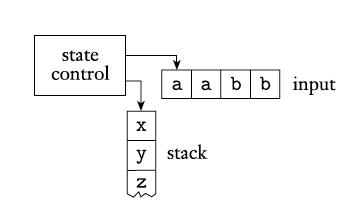 state
control
a a b b input
x
y stack
z